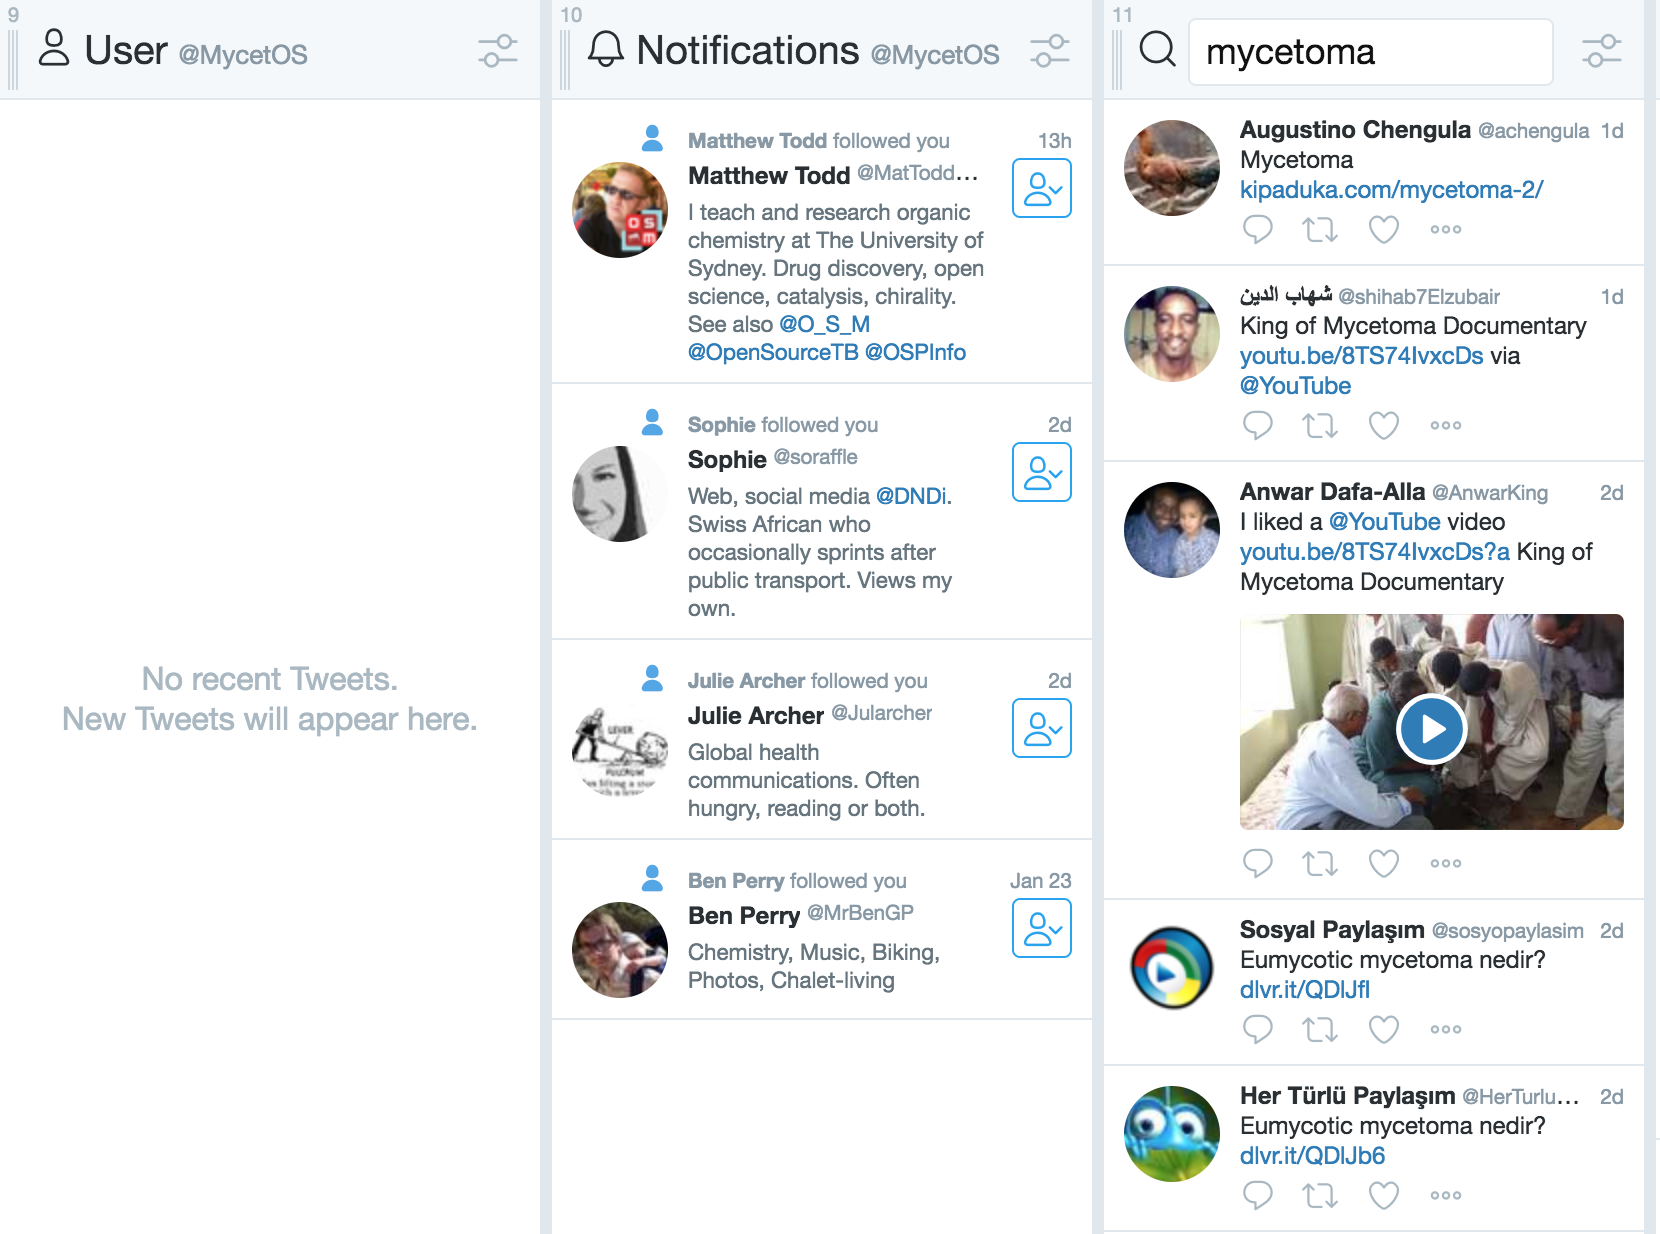 9
User @MycetOS
No recent Tweets.
New Tweets will appear here.
10
Notifications @MycetOS
Matthew Todd followed you 13h
Matthew Todd @MatTodd...
I teach and research organic
chemistry at The University of
Sydney. Drug discovery, open
science, catalysis, chirality.
See also @O_S_M
@OpenSourceTB @OSPInfo
OS
m
Sophie followed you 2d
Sophie @soraffle
Web, social media @DNDi.
Swiss African who
occasionally sprints after
public transport. Views my
own.
Julie Archer followed you 2d
Julie Archer @Jularcher
Global health
communications. Often
hungry, reading or both.
LEVER
FULCRUM
Ben Perry followed you Jan 23
Ben Perry @MrBenGP
Chemistry, Music, Biking,
Photos, Chalet-living
11
mycetoma
Augustino Chengula @achengula 1d
Mycetoma
kipaduka.com/mycetoma-2/
شهاب الدين @shihab7Elzubair 1d
King of Mycetoma Documentary
youtu.be/8TS74IvxcDs via
@YouTube
Anwar Dafa-Alla @AnwarKing 2d
I liked a @YouTube video
youtu.be/8TS74IvxcDs?a King of
Mycetoma Documentary
Sosyal Paylaşım @sosyopaylasim 2d
Eumycotic mycetoma nedir?
dlvr.it/QDlJfl
Her Türlü Paylaşım @HerTurlu... 2d
Eumycotic mycetoma nedir?
dlvr.it/QDlJb6